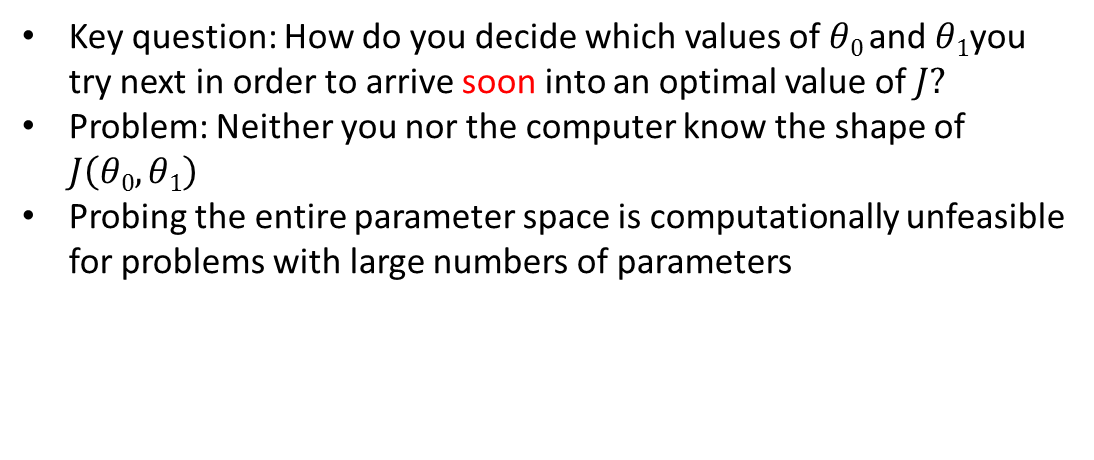 • Key question: How do you decide which values of 𝜃₀ and 𝜃₁you
try next in order to arrive soon into an optimal value of 𝐽?
• Problem: Neither you nor the computer know the shape of
𝐽(𝜃₀,𝜃₁)
• Probing the entire parameter space is computationally unfeasible
for problems with large numbers of parameters